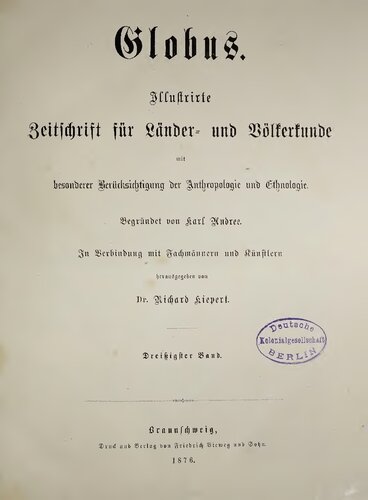 Globus.
Illustrirte
Zeitschrift für Länder- und Völkerkunde
mit
besonderer Berücksichtigung der Anthropologie und Ethnologie.
Begründet von Karl Andree.
In Verbindung mit Fachmännern und Künstlern
herausgegeben von
Dr. Richard Kiepert.
Deutsche
Kolonialgesellschaft
BERLIN
Dreißigster Band.
Braunschweig,
Druck und Verlag von Friedrich Vieweg und Sohn.
1876.